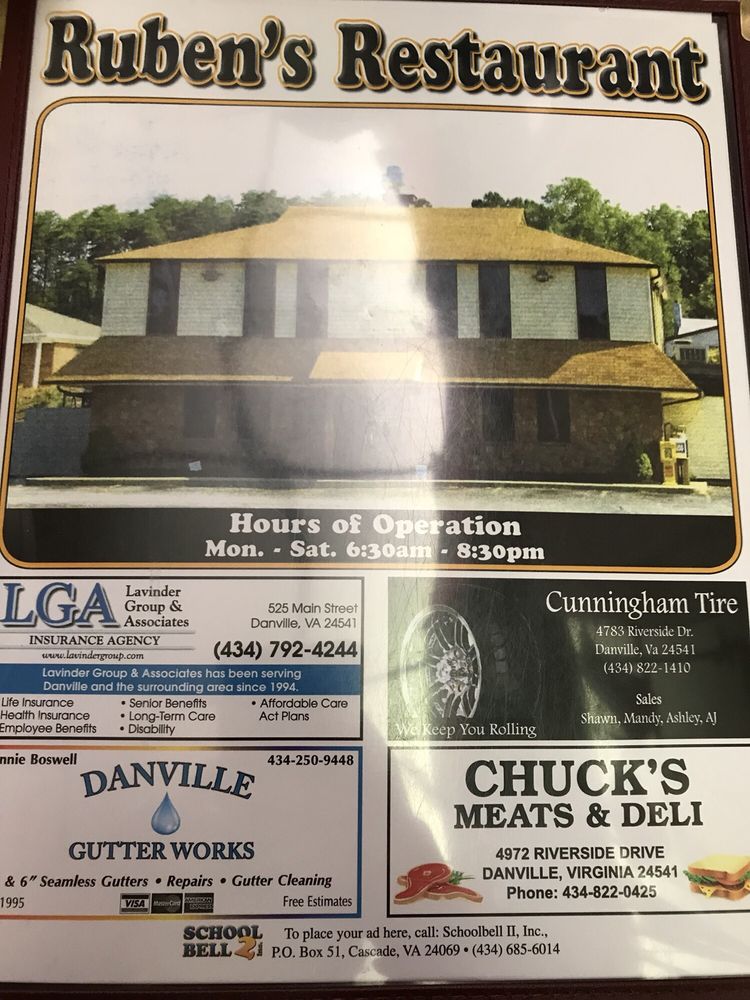 Ruben's Restaurant
Hours of Operation
Mon. - Sat. 6:30am - 8:30pm
LGA
Lavinder
Group &
Associates
INSURANCE AGENCY
www.lavindergroup.com
525 Main Street
Danville, VA 24541
(434) 792-4244
Lavinder Group & Associates has been serving
Danville and the surrounding area since 1994.
Life Insurance
Health Insurance
Employee Benefits
• Senior Benefits
• Long-Term Care
• Disability
• Affordable Care
Act Plans
Cunningham Tire
4783 Riverside Dr.
Danville, Va 24541
(434) 822-1410
Sales
Shawn, Mandy, Ashley, AJ
We Keep You Rolling
nnie Boswell
434-250-9448
DANVILLE
GUTTER WORKS
& 6" Seamless Gutters • Repairs • Gutter Cleaning
1995
VISA
MasterCard
AMERICAN EXPRESS
Free Estimates
CHUCK'S
MEATS & DELI
4972 RIVERSIDE DRIVE
DANVILLE, VIRGINIA 24541
Phone: 434-822-0425
SCHOOL
BELL 2 Inc.
To place your ad here, call: Schoolbell II, Inc.,
P.O. Box 51, Cascade, VA 24069 • (434) 685-6014